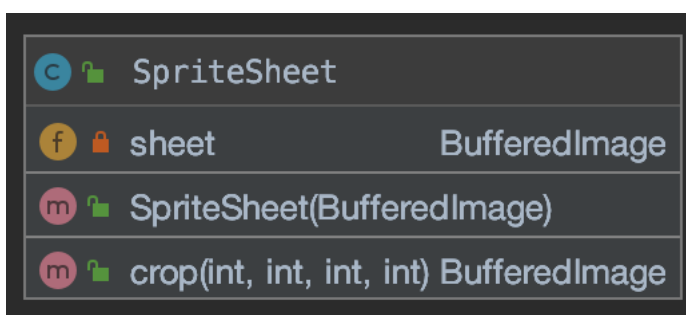 c SpriteSheet
f sheet BufferedImage
m SpriteSheet(BufferedImage)
m crop(int, int, int, int) BufferedImage